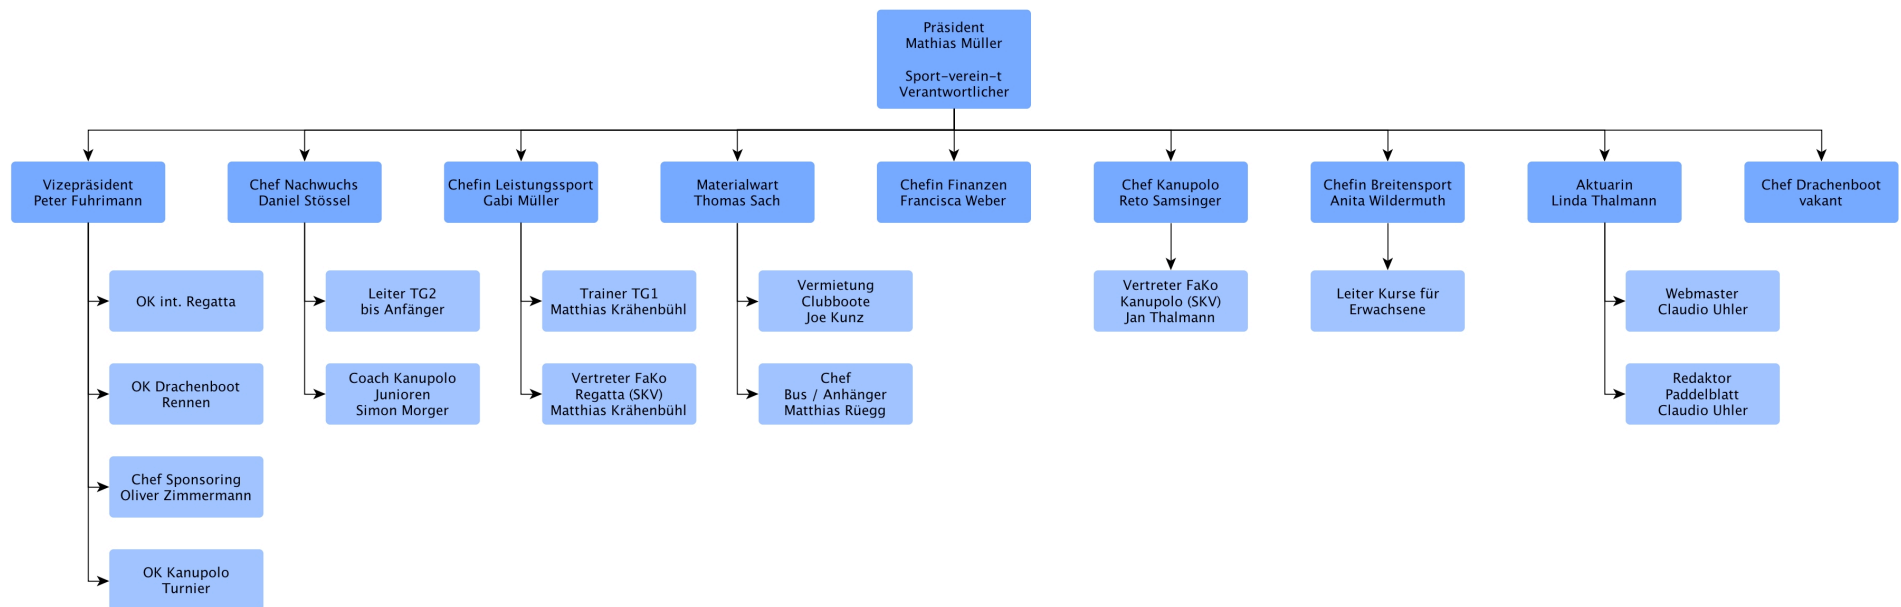 Präsident
Mathias Müller
Sport-verein-t
Verantwortlicher
Vizepräsident
Peter Fuhrimann
Chef Nachwuchs
Daniel Stössel
Chefin Leistungssport
Gabi Müller
Materialwart
Thomas Sach
Chefin Finanzen
Francisca Weber
Chef Kanupolo
Reto Samsinger
Chefin Breitensport
Anita Wildermuth
Aktuarin
Linda Thalmann
Chef Drachenboot
vakant
OK int. Regatta
Leiter TG2
bis Anfänger
Trainer TG1
Matthias Krähenbühl
Vermietung
Clubboote
Joe Kunz
Vertreter FaKo
Kanupolo (SKV)
Jan Thalmann
Leiter Kurse für
Erwachsene
Webmaster
Claudio Uhler
OK Drachenboot
Rennen
Coach Kanupolo
Junioren
Simon Morger
Vertreter FaKo
Regatta (SKV)
Matthias Krähenbühl
Chef
Bus / Anhänger
Matthias Rüegg
Redaktor
Paddelblatt
Claudio Uhler
Chef Sponsoring
Oliver Zimmermann
OK Kanupolo
Turnier